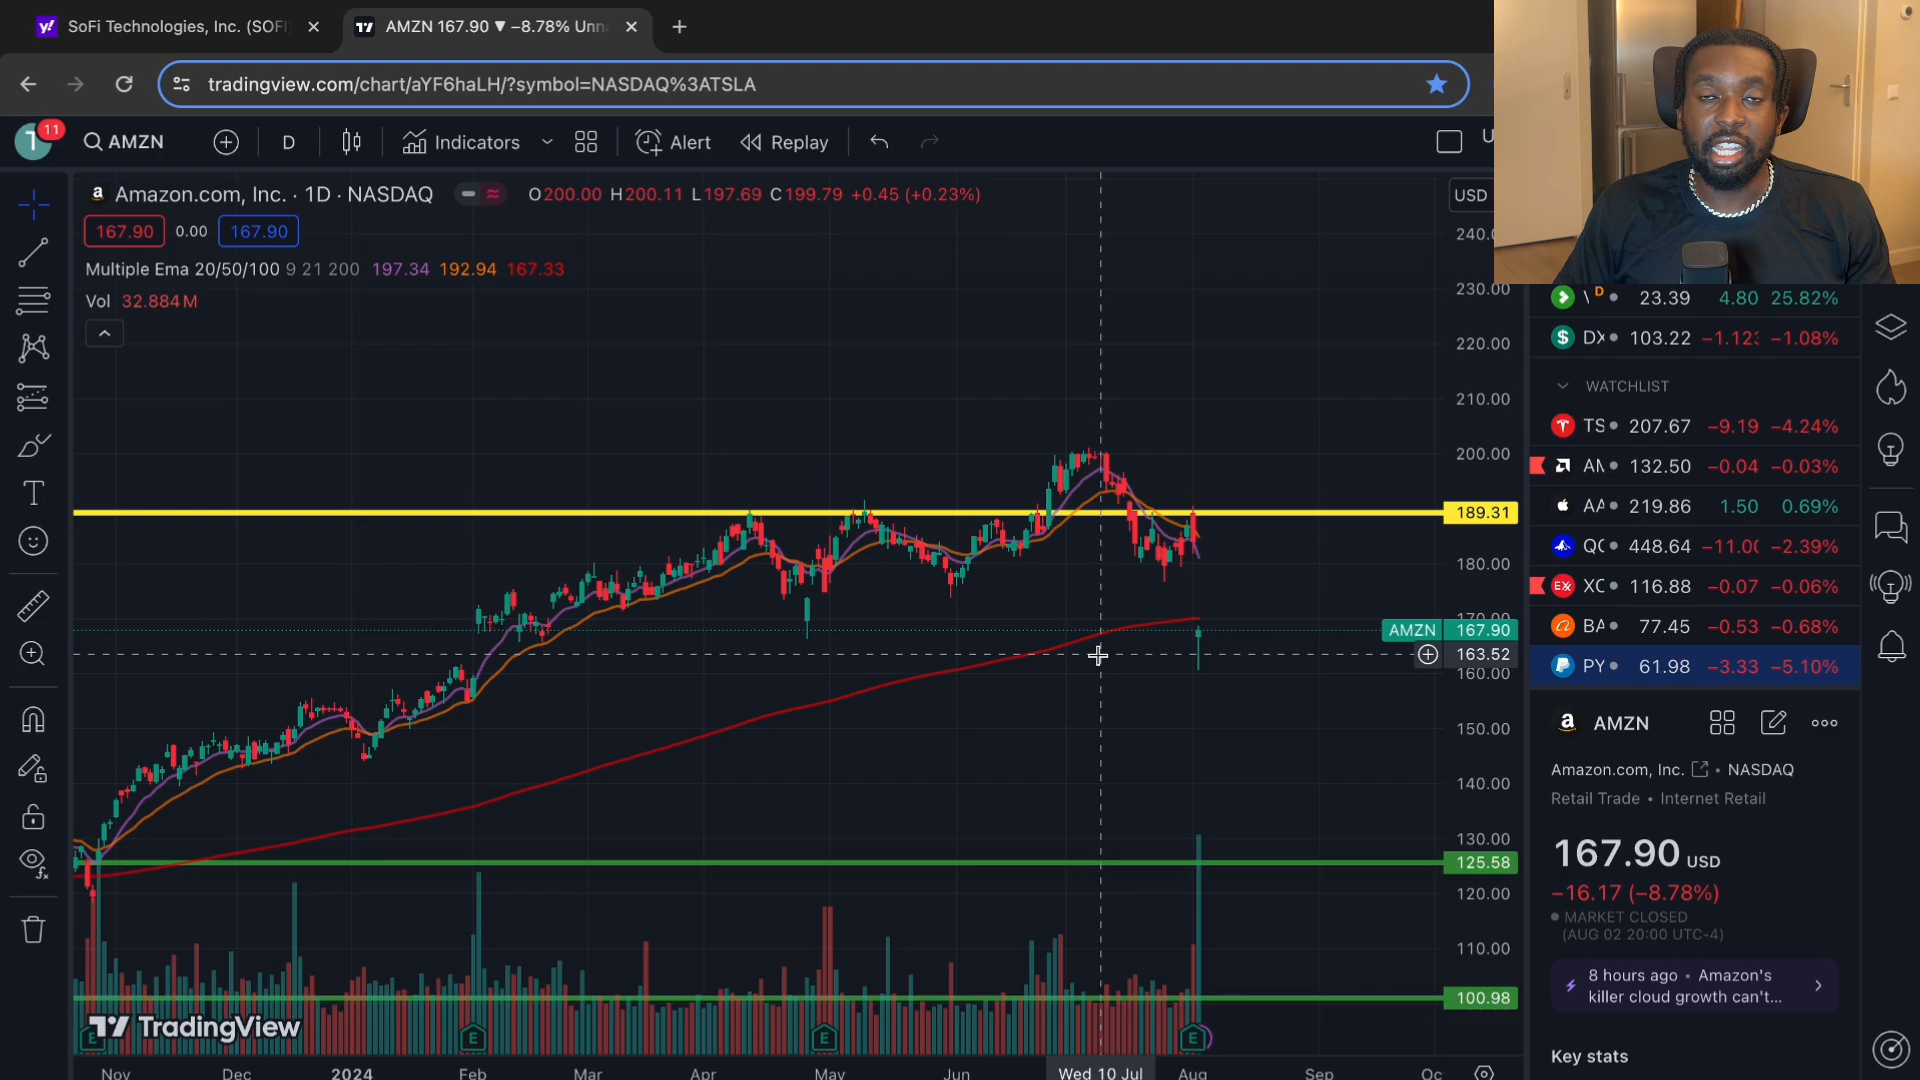 SoFi Technologies, Inc. (SOFI
AMZN 167.90 ▼ −8.78% Unn
tradingview.com/chart/aYF6haLH/?symbol=NASDAQ%3ATSLA
11
AMZN
D
Indicators
Alert
Replay
U
Amazon.com, Inc. · 1D · NASDAQ
O200.00 H200.11 L197.69 C199.79 +0.45 (+0.23%)
USD
167.90 0.00 167.90
Multiple Ema 20/50/100 9 21 200 197.34 192.94 167.33
Vol 32.884M
240.
230.00
220.00
210.00
200.00
189.31
180.00
170.00
AMZN 167.90
163.52
160.00
150.00
140.00
130.00
125.58
120.00
110.00
100.98
E E E E
TradingView
Nov Dec 2024 Feb Mar Apr May Jun Wed 10 Jul Aug Sep Oc
D 23.39 4.80 25.82%
DX 103.22 −1.08%
WATCHLIST
TS 207.67 −9.19 −4.24%
132.50 −0.04 −0.03%
AA 219.86 1.50 0.69%
448.64 −11.00 −2.39%
EX XO 116.88 −0.07 −0.06%
BA 77.45 −0.53 −0.68%
PY 61.98 −3.33 −5.10%
AMZN
Amazon.com, Inc. • NASDAQ
Retail Trade • Internet Retail
167.90 USD
−16.17 (−8.78%)
MARKET CLOSED
(AUG 02 20:00 UTC-4)
8 hours ago • Amazon's
killer cloud growth can't...
Key stats